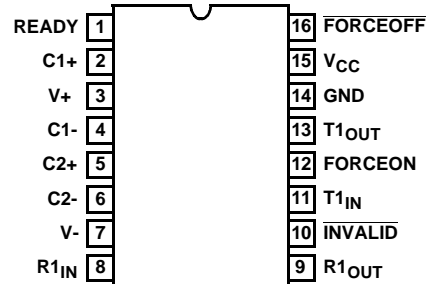 READY 1 16 FORCEOFF
C1+ 2 15 VCC
V+ 3 14 GND
C1- 4 13 T1OUT
C2+ 5 12 FORCEON
C2- 6 11 T1IN
V- 7 10 INVALID
R1IN 8 9 R1OUT